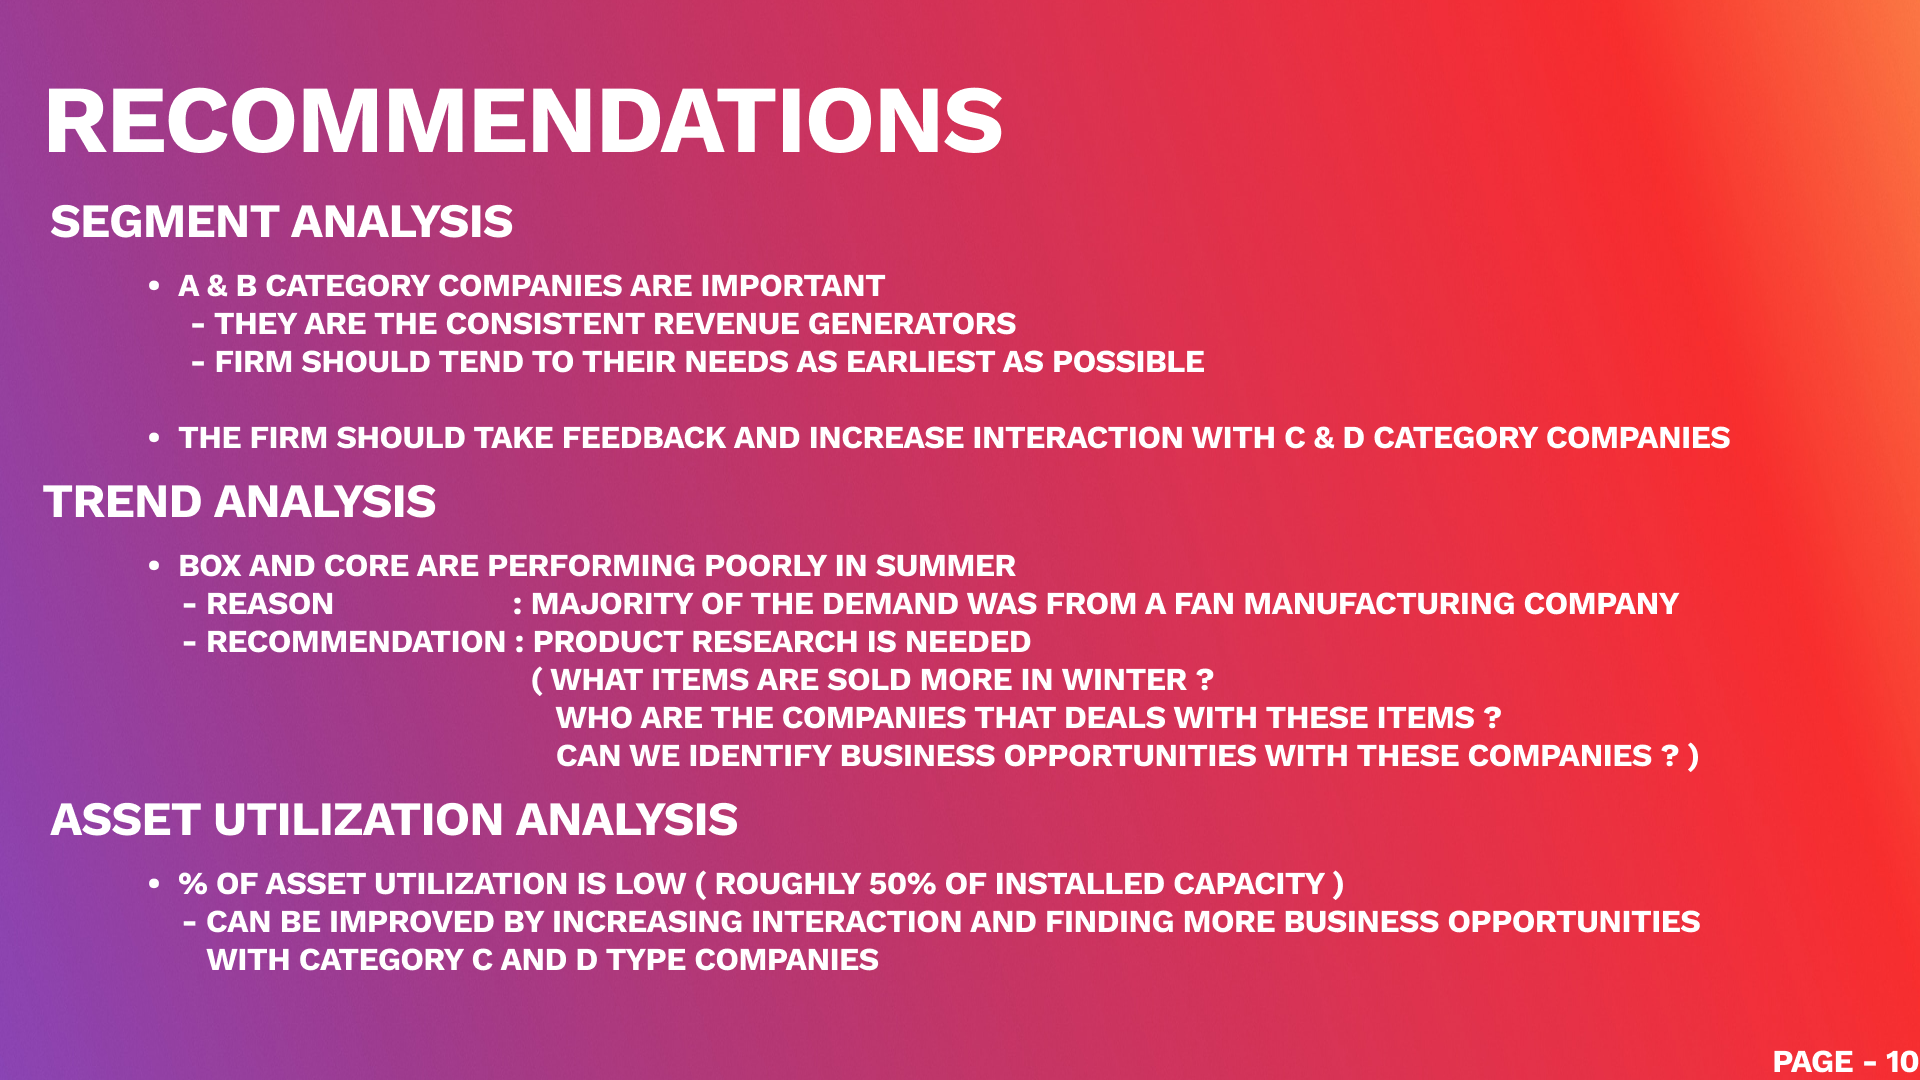 RECOMMENDATIONS
SEGMENT ANALYSIS
• A & B CATEGORY COMPANIES ARE IMPORTANT
- THEY ARE THE CONSISTENT REVENUE GENERATORS
- FIRM SHOULD TEND TO THEIR NEEDS AS EARLIEST AS POSSIBLE
• THE FIRM SHOULD TAKE FEEDBACK AND INCREASE INTERACTION WITH C & D CATEGORY COMPANIES
TREND ANALYSIS
• BOX AND CORE ARE PERFORMING POORLY IN SUMMER
- REASON : MAJORITY OF THE DEMAND WAS FROM A FAN MANUFACTURING COMPANY
- RECOMMENDATION : PRODUCT RESEARCH IS NEEDED
( WHAT ITEMS ARE SOLD MORE IN WINTER ?
WHO ARE THE COMPANIES THAT DEALS WITH THESE ITEMS ?
CAN WE IDENTIFY BUSINESS OPPORTUNITIES WITH THESE COMPANIES ? )
ASSET UTILIZATION ANALYSIS
• % OF ASSET UTILIZATION IS LOW ( ROUGHLY 50% OF INSTALLED CAPACITY )
- CAN BE IMPROVED BY INCREASING INTERACTION AND FINDING MORE BUSINESS OPPORTUNITIES
WITH CATEGORY C AND D TYPE COMPANIES
PAGE - 10